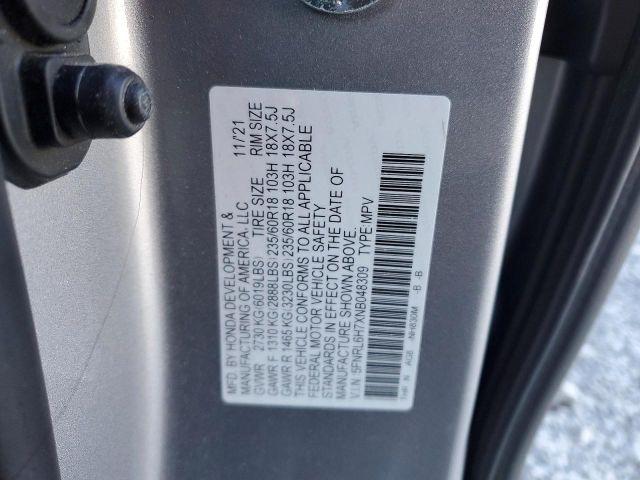 MFD. BY HONDA DEVELOPMENT & 11/'21
MANUFACTURING OF AMERICA, LLC
GVWR 2730 KG(6019LBS) TIRE SIZE RIM SIZE
GAWR F 1310 KG(2888LBS) 235/60R18 103H 18X7.5J
GAWR R 1465 KG(3230LBS) 235/60R18 103H 18X7.5J
THIS VEHICLE CONFORMS TO ALL APPLICABLE
FEDERAL MOTOR VEHICLE SAFETY
STANDARDS IN EFFECT ON THE DATE OF
MANUFACTURE SHOWN ABOVE.
V.I.N 5FNRL6H7XNB048309 TYPE:MPV
THR IN AGB -NH830M -B -B